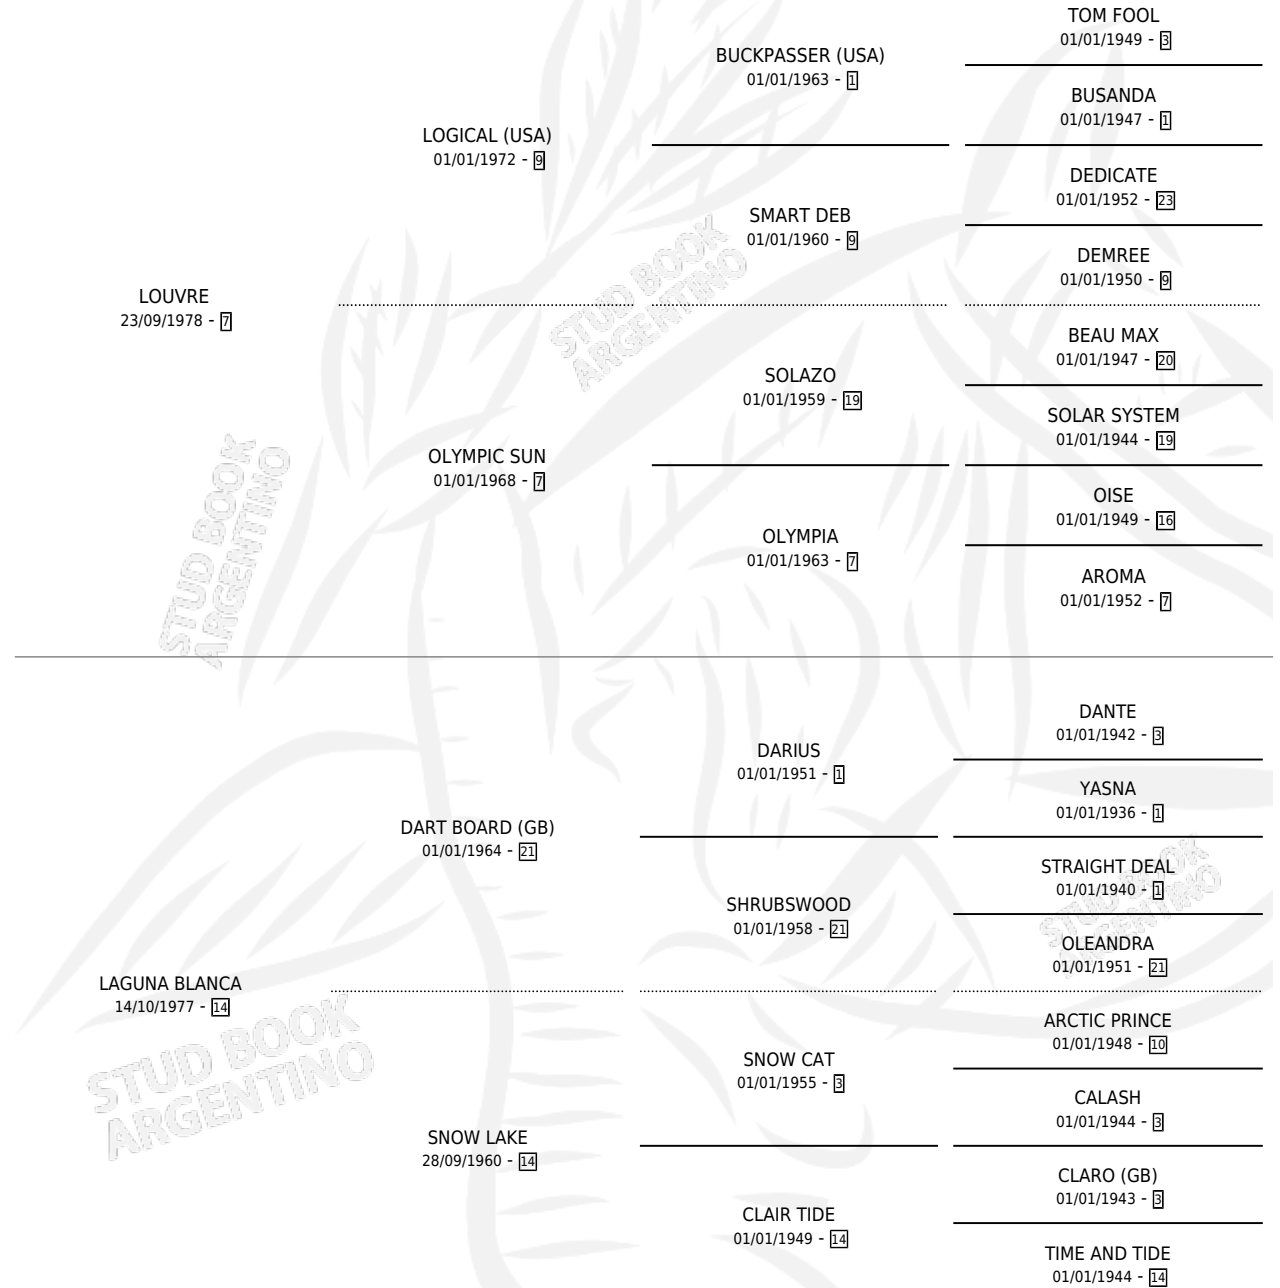 TOM FOOL
01/01/1949 - 3
BUCKPASSER (USA)
01/01/1963 - 1
BUSANDA
01/01/1947 - 1
LOGICAL (USA)
01/01/1972 - 9
DEDICATE
01/01/1952 - 23
SMART DEB
01/01/1960 - 9
DEMREE
01/01/1950 - 9
LOUVRE
23/09/1978 - 7
BEAU MAX
01/01/1947 - 20
SOLAZO
01/01/1959 - 19
SOLAR SYSTEM
01/01/1944 - 19
OLYMPIC SUN
01/01/1968 - 7
OISE
01/01/1949 - 16
OLYMPIA
01/01/1963 - 7
AROMA
01/01/1952 - 7
STUD BOOK
ARGENTINO
STUD BOOK
ARGENTINO
DANTE
01/01/1942 - 3
DARIUS
01/01/1951 - 1
YASNA
01/01/1936 - 1
DART BOARD (GB)
01/01/1964 - 21
STRAIGHT DEAL
01/01/1940 - 1
SHRUBSWOOD
01/01/1958 - 21
OLEANDRA
01/01/1951 - 21
LAGUNA BLANCA
14/10/1977 - 14
ARCTIC PRINCE
01/01/1948 - 10
SNOW CAT
01/01/1955 - 3
CALASH
01/01/1944 - 3
SNOW LAKE
28/09/1960 - 14
CLARO (GB)
01/01/1943 - 3
CLAIR TIDE
01/01/1949 - 14
TIME AND TIDE
01/01/1944 - 14
STUD BOOK
ARGENTINO
STUD BOOK
ARGENTINO